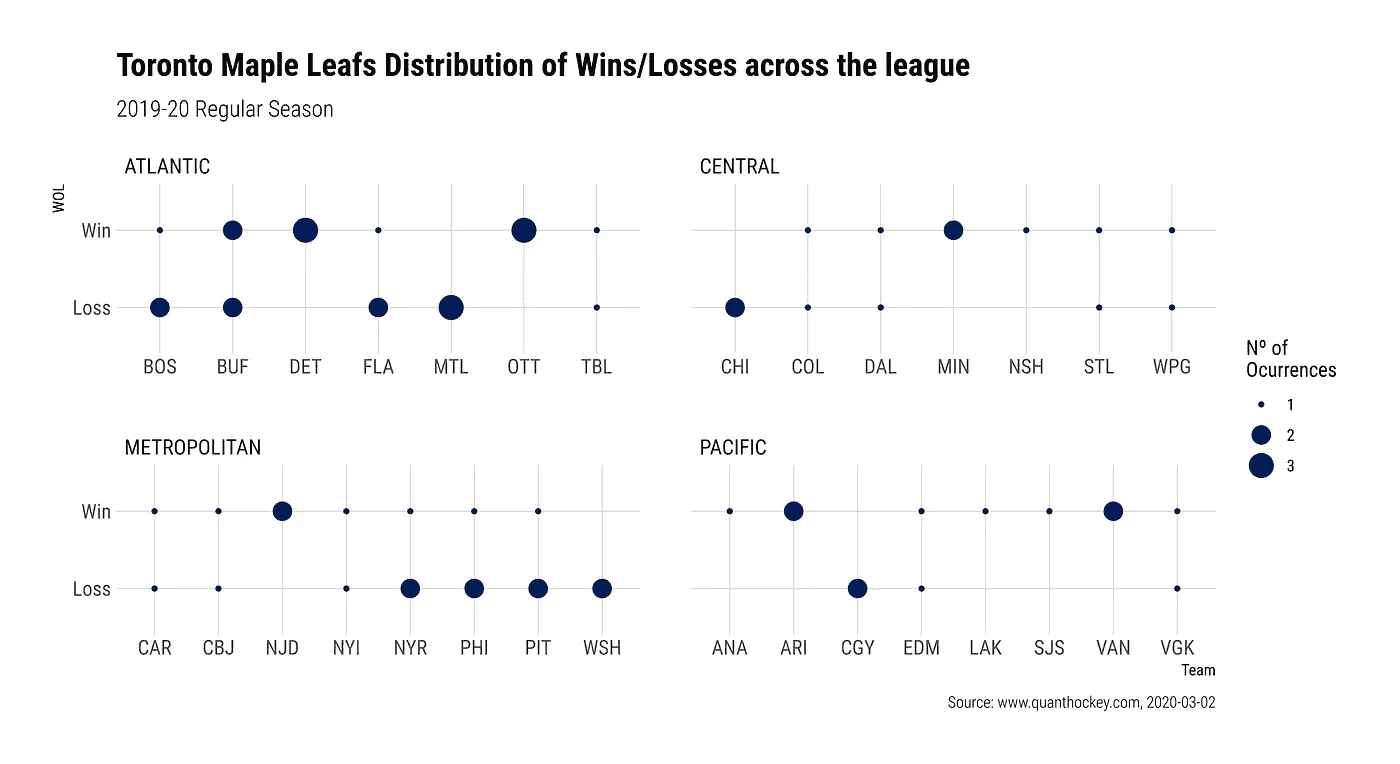 Toronto Maple Leafs Distribution of Wins/Losses across the league
2019-20 Regular Season
ATLANTIC
WOL
Win
Loss
BOS BUF DET FLA MTL OTT TBL
CENTRAL
CHI COL DAL MIN NSH STL WPG
METROPOLITAN
Win
Loss
CAR CBJ NJD NYI NYR PHI PIT WSH
PACIFIC
ANA ARI CGY EDM LAK SJS VAN VGK
Team
Nº of
Ocurrences
1
2
3
Source: www.quanthockey.com, 2020-03-02